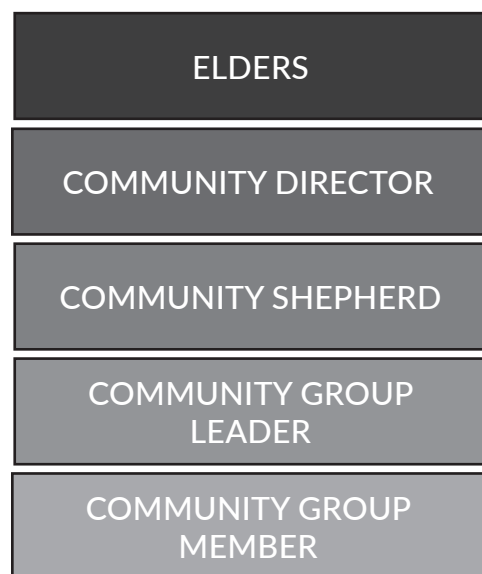 ELDERS
COMMUNITY DIRECTOR
COMMUNITY SHEPHERD
COMMUNITY GROUP
LEADER
COMMUNITY GROUP
MEMBER